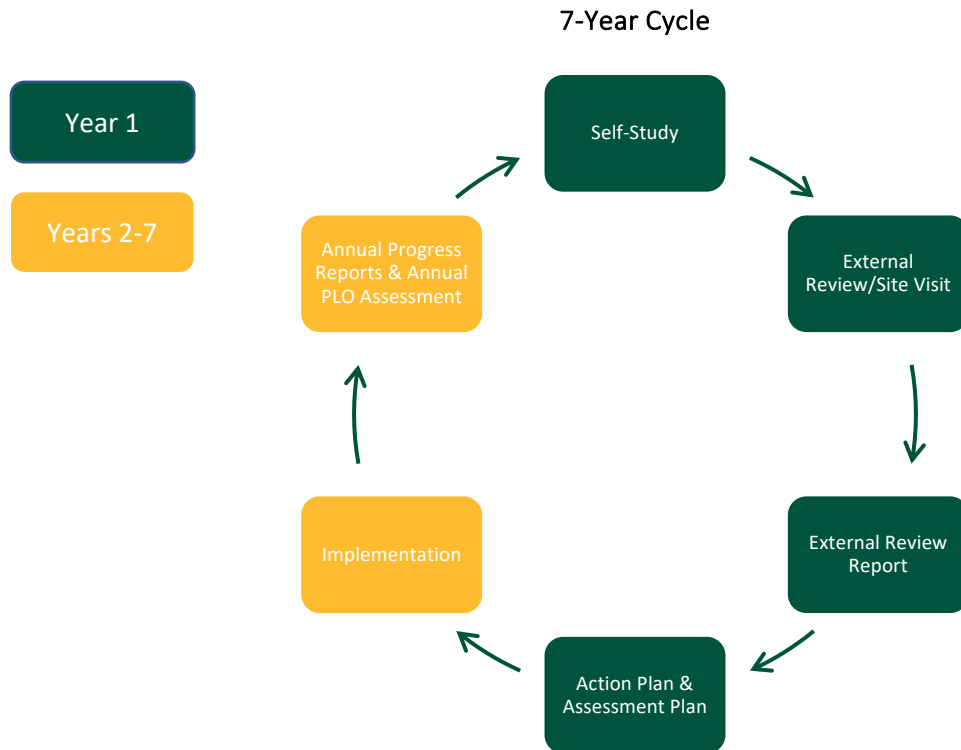 7-Year Cycle
Year 1
Years 2-7
Self-Study
External
Review/Site Visit
External Review
Report
Action Plan &
Assessment Plan
Implementation
Annual Progress
Reports & Annual
PLO Assessment